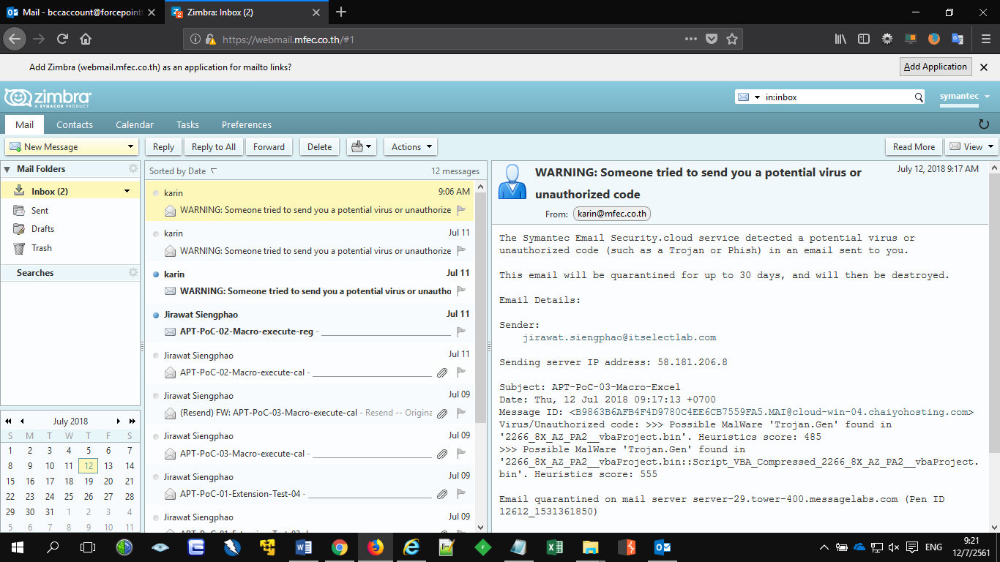 Mail - bccaccount@forcepoint
Zimbra: Inbox (2)
https://webmail.mfec.co.th/#1
Add Zimbra (webmail.mfec.co.th) as an application for mailto links?
Add Application
zimbra
A SYNACOR PRODUCT
in:inbox
symantec
Mail
Contacts
Calendar
Tasks
Preferences
New Message
Reply
Reply to All
Forward
Delete
Actions
Read More
View
Mail Folders
Inbox (2)
Sent
Drafts
Trash
Searches
July 2018
S M T W T F S
1 2 3 4 5 6 7
8 9 10 11 12 13 14
15 16 17 18 19 20 21
22 23 24 25 26 27 28
29 30 31 1 2 3 4
5 6 7 8 9 10 11
Sorted by Date
12 messages
karin 9:06 AM
WARNING: Someone tried to send you a potential virus or unauthorize
karin Jul 11
WARNING: Someone tried to send you a potential virus or unauthorize
karin Jul 11
WARNING: Someone tried to send you a potential virus or unautho
Jirawat Siengphao Jul 11
APT-PoC-02-Macro-execute-reg -
Jirawat Siengphao Jul 11
APT-PoC-02-Macro-execute-cal -
Jirawat Siengphao Jul 09
(Resend) FW: APT-PoC-03-Macro-execute-cal - Resend -- Origina
Jirawat Siengphao Jul 09
APT-PoC-03-Macro-execute-cal -
Jirawat Siengphao Jul 09
APT-PoC-01-Extension-Test-04 -
Jirawat Siengphao Jul 09
WARNING: Someone tried to send you a potential virus or
unauthorized code
July 12, 2018 9:17 AM
From: karin@mfec.co.th
The Symantec Email Security.cloud service detected a potential virus or
unauthorized code (such as a Trojan or Phish) in an email sent to you.
This email will be quarantined for up to 30 days, and will then be destroyed.
Email Details:
Sender:
jirawat.siengphao@itselectlab.com
Sending server IP address: 58.181.206.8
Subject: APT-PoC-03-Macro-Excel
Date: Thu, 12 Jul 2018 09:17:13 +0700
Message ID: <B9863B6AFB4F4D9780C4EE6CB7559FA5.MAI@cloud-win-04.chaiyohosting.com>
Virus/Unauthorized code: >>> Possible MalWare 'Trojan.Gen' found in
'2266_8X_AZ_PA2__vbaProject.bin'. Heuristics score: 485
>>> Possible MalWare 'Trojan.Gen' found in
'2266_8X_AZ_PA2__vbaProject.bin::Script_VBA_Compressed_2266_8X_AZ_PA2__vbaProject.
bin'. Heuristics score: 555
Email quarantined on mail server server-29.tower-400.messagelabs.com (Pen ID
12612_1531361850)
ENG
9:21
12/7/2561